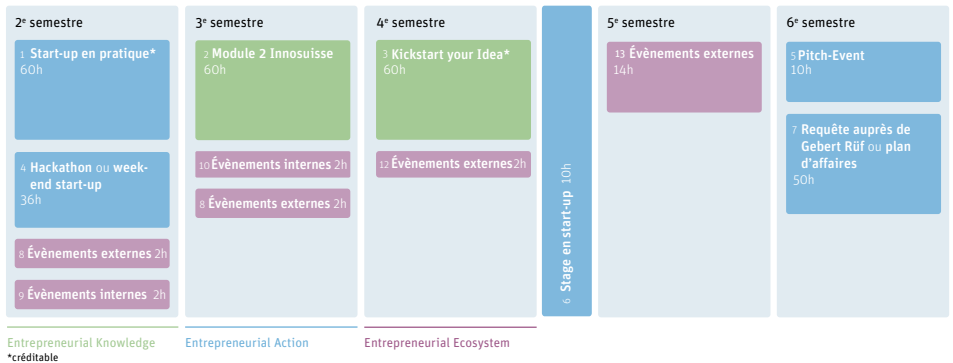 2e semestre
1 Start-up en pratique*
60h
4 Hackathon ou week-
end start-up
36h
8 Évènements externes 2h
9 Évènements internes 2h
3e semestre
2 Module 2 Innosuisse
60h
10 Évènements internes 2h
8 Évènements externes 2h
4e semestre
3 Kickstart your Idea*
60h
12 Évènements externes 2h
6 Stage en start-up 10h
5e semestre
13 Évènements externes
14h
6e semestre
5 Pitch-Event
10h
7 Requête auprès de
Gebert Rüf ou plan
d'affaires
50h
Entrepreneurial Knowledge
Entrepreneurial Action
Entrepreneurial Ecosystem
*créditable